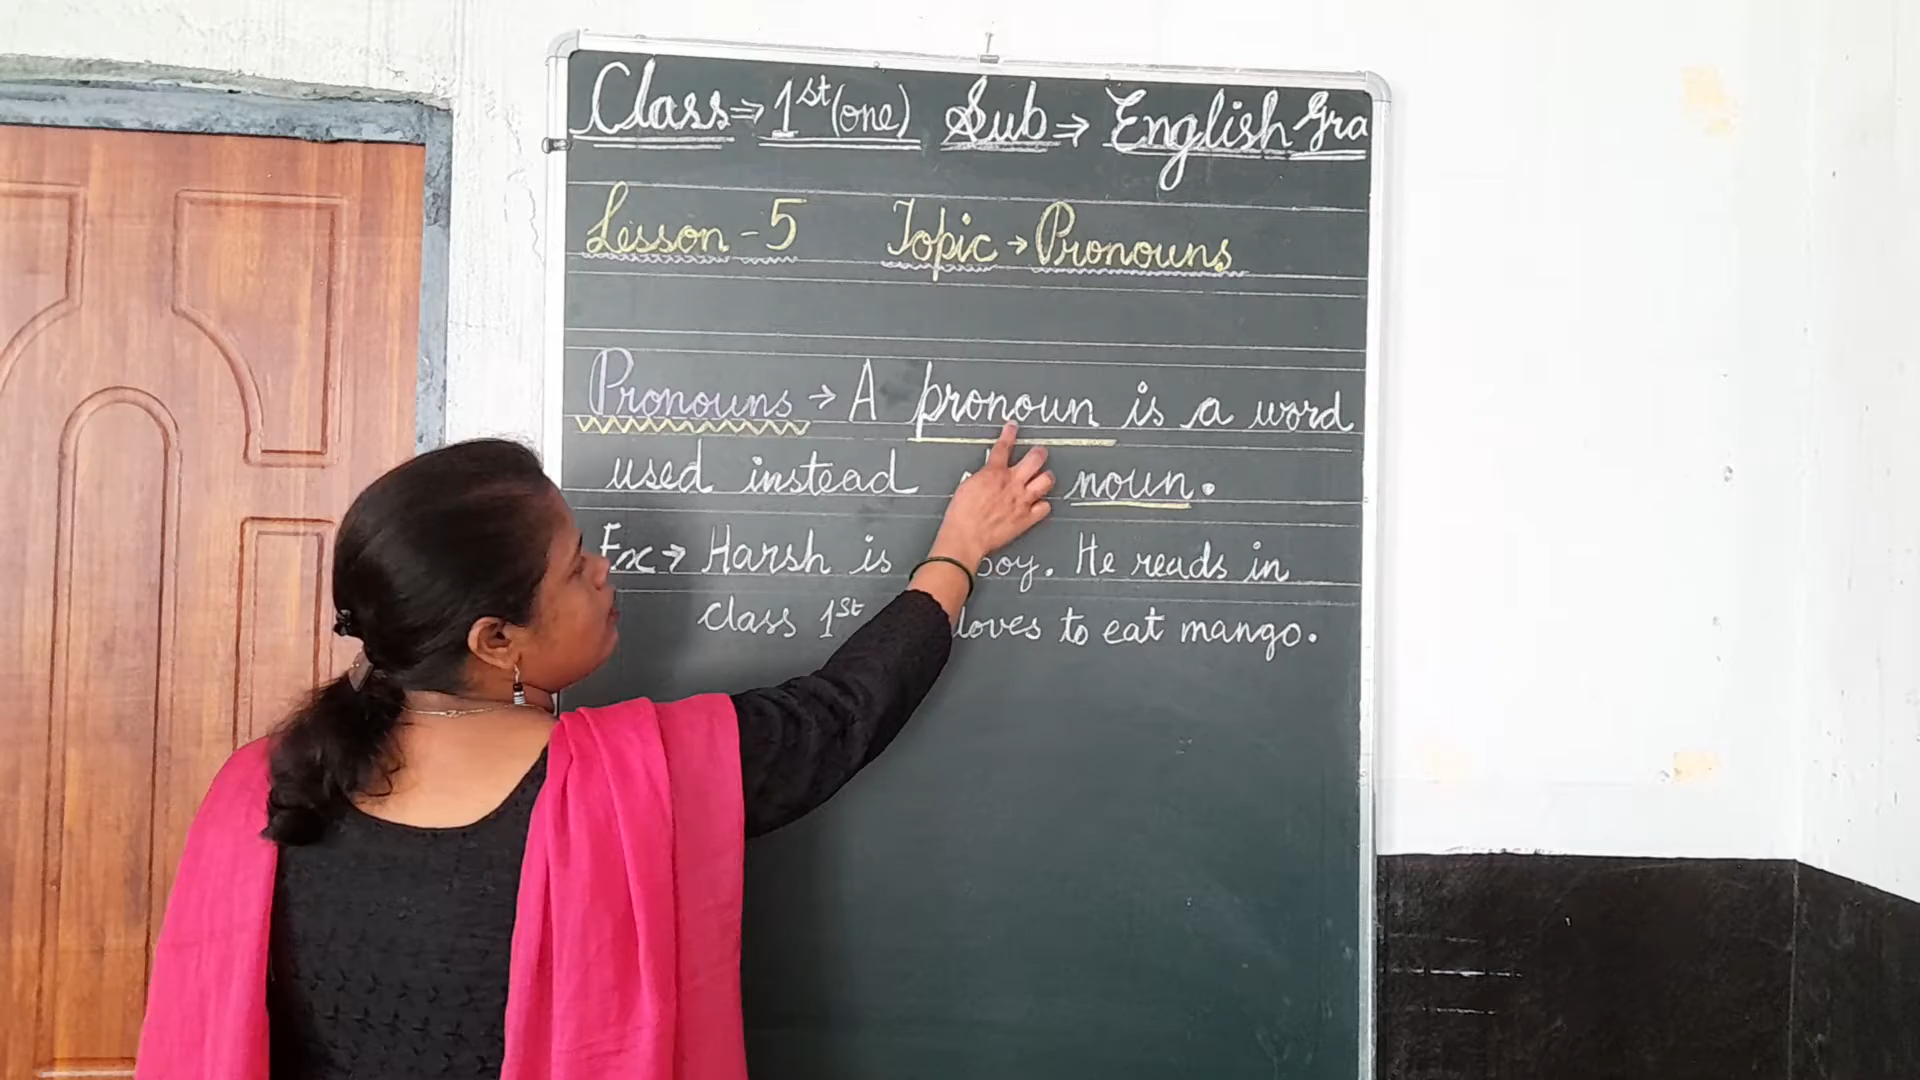 Class ⇒ 1st (one) Sub ⇒ English Gra
Lesson - 5 Topic → Pronouns
Pronouns → A pronoun is a word
used instead noun.
Ex → Harsh is boy. He reads in
class 1st loves to eat mango.